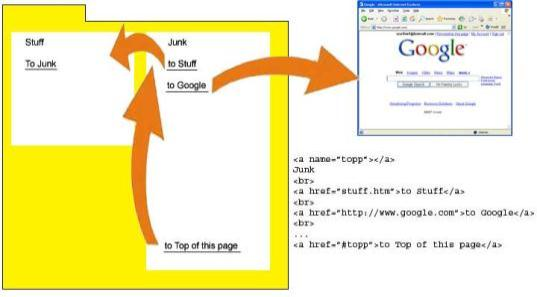 Stuff
To Junk
Junk
to Stuff
to Google
to Top of this page
Google
<a name="topp"></a>
Junk
<br>
<a href="stuff.htm">to Stuff</a>
<br>
<a href="http://www.google.com">to Google</a>
<br>
...
<a href="#topp">to Top of this page</a>